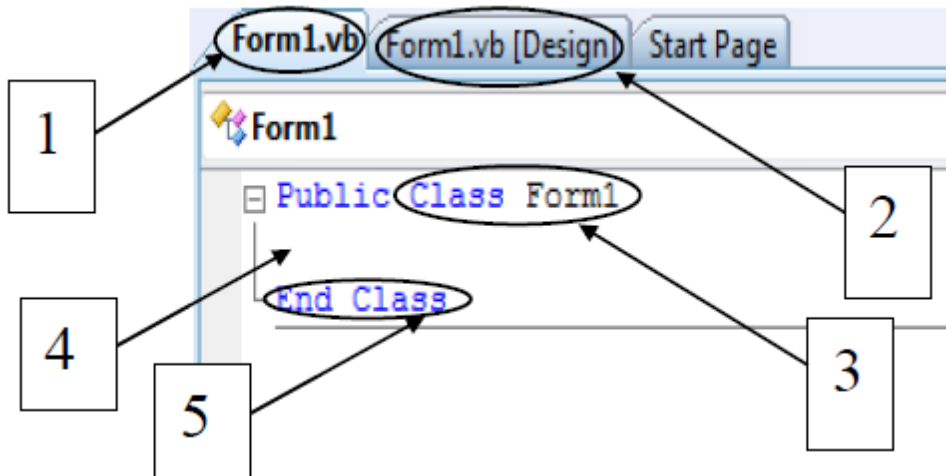 Form1.vb Form1.vb [Design] Start Page
1
Form1
Public Class Form1
2
4
End Class
3
5